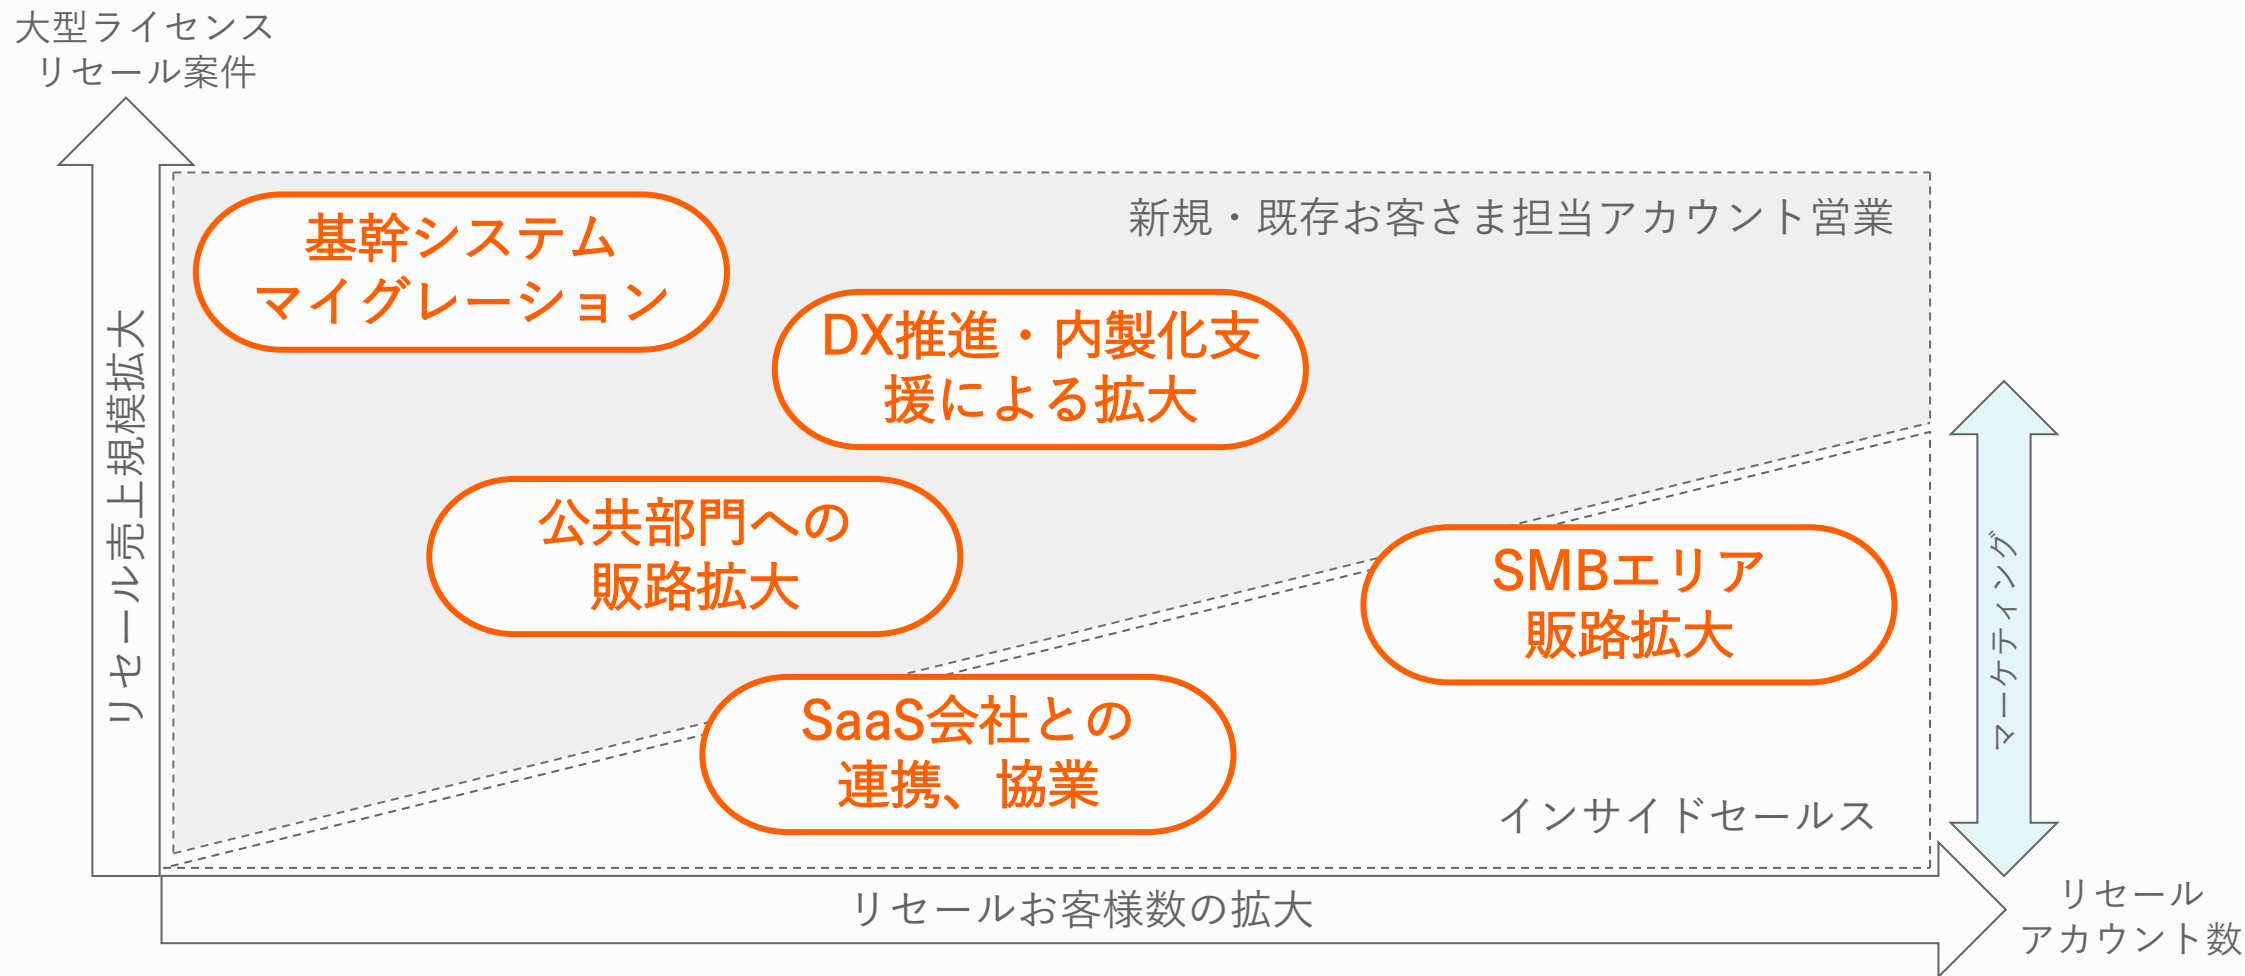 大型ライセンス
リセール案件
新規・既存お客さま担当アカウント営業
基幹システム
マイグレーション
DX推進・内製化支
援による拡大
リセール売上規模拡大
公共部門への
販路拡大
SMBエリア
販路拡大
マーケティング
SaaS会社との
連携、協業
インサイドセールス
リセールお客様数の拡大
リセール
アカウント数